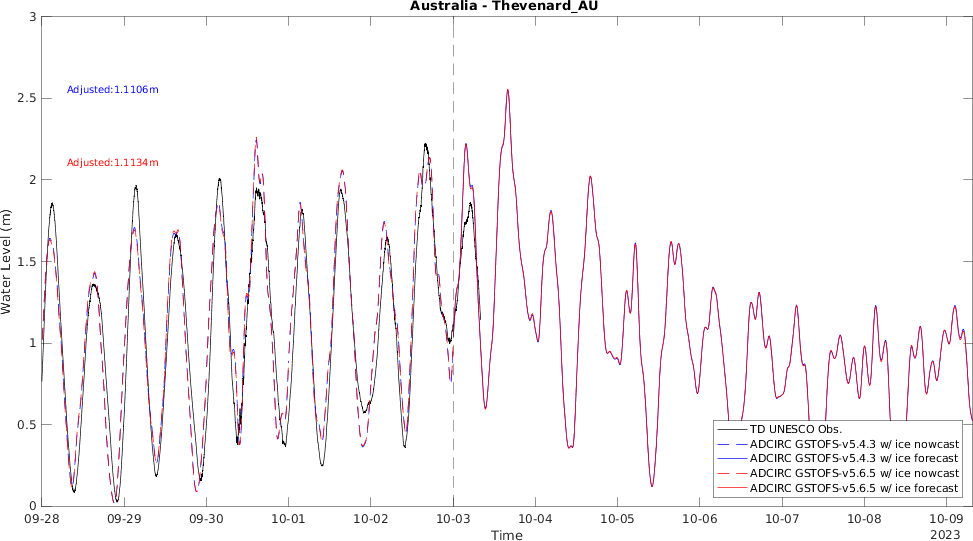 Australia - Thevenard_AU
Water Level (m)
3
2.5
2
1.5
1
0.5
0
Adjusted:1.1106m
Adjusted:1.1134m
TD UNESCO Obs.
ADCIRC GSTOFS-v5.4.3 w/ ice nowcast
ADCIRC GSTOFS-v5.4.3 w/ ice forecast
ADCIRC GSTOFS-v5.6.5 w/ ice nowcast
ADCIRC GSTOFS-v5.6.5 w/ ice forecast
09-28 09-29 09-30 10-01 10-02 10-03 10-04 10-05 10-06 10-07 10-08 10-09
2023
Time